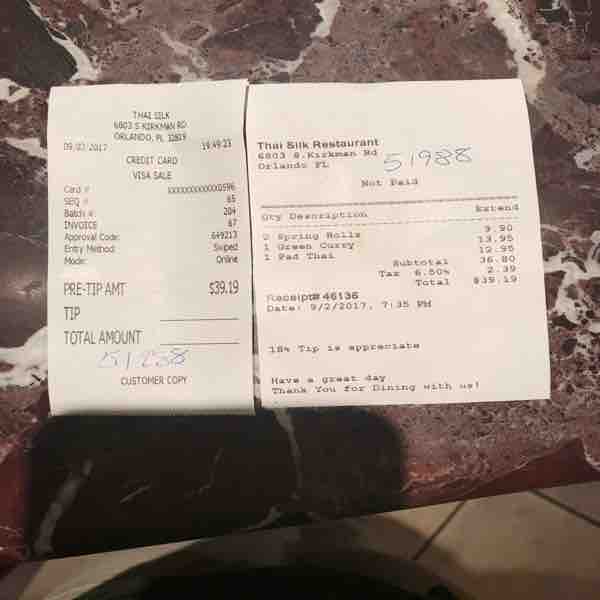 THAI SILK
6803 S KIRKMAN RD
ORLANDO, FL 32819
09/02/2017 19:49:23
CREDIT CARD
VISA SALE
Card # XXXXXXXXXXXX0596
SEQ # 65
Batch # 204
INVOICE 67
Approval Code: 649213
Entry Method: Swiped
Mode: Online
PRE-TIP AMT $39.19
TIP
TOTAL AMOUNT
CUSTOMER COPY
Thai Silk Restaurant
6803 S.Kirkman Rd
Orlando FL
51988
Not Paid
Qty Description Extend
2 Spring Rolls 9.90
1 Green Curry 13.95
1 Pad Thai 12.95
Subtotal 36.80
Tax 6.50% 2.39
Total $39.19
Receipt# 46136
Date: 9/2/2017, 7:35 PM
18% Tip is appreciate
Have a great day
Thank You for Dining with us!